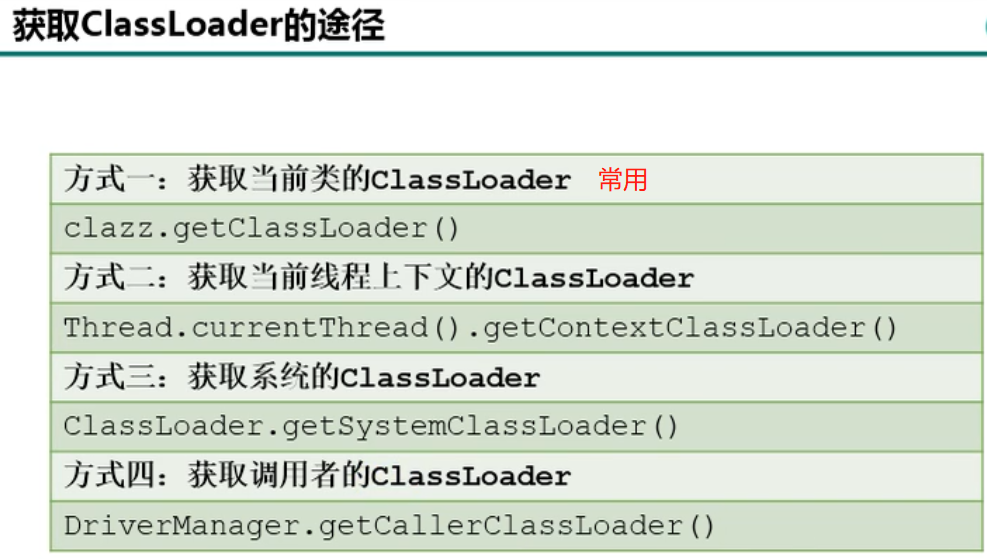 获取ClassLoader的途径
方式一：获取当前类的ClassLoader 常用
clazz.getClassLoader()
方式二：获取当前线程上下文的ClassLoader
Thread.currentThread().getContextClassLoader()
方式三：获取系统的ClassLoader
ClassLoader.getSystemClassLoader()
方式四：获取调用者的ClassLoader
DriverManager.getCallerClassLoader()